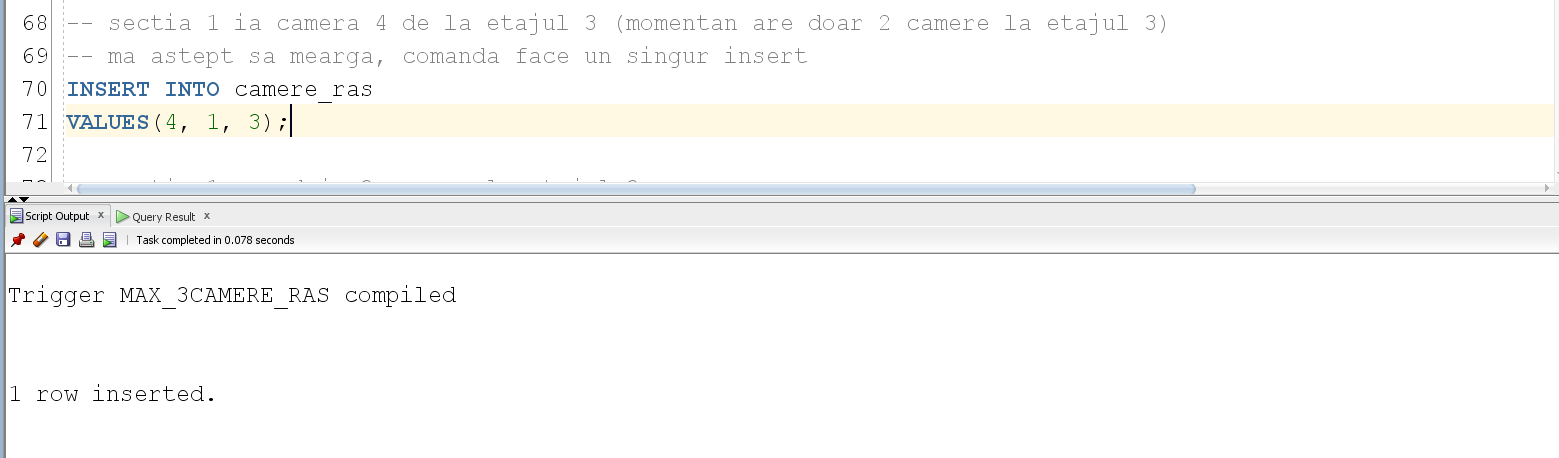 68 -- sectia 1 ia camera 4 de la etajul 3 (momentan are doar 2 camere la etajul 3)
69 -- ma astept sa mearga, comanda face un singur insert
70 INSERT INTO camere_ras
71 VALUES(4, 1, 3);
72
Script Output x Query Result x
Task completed in 0.078 seconds
Trigger MAX_3CAMERE_RAS compiled
1 row inserted.